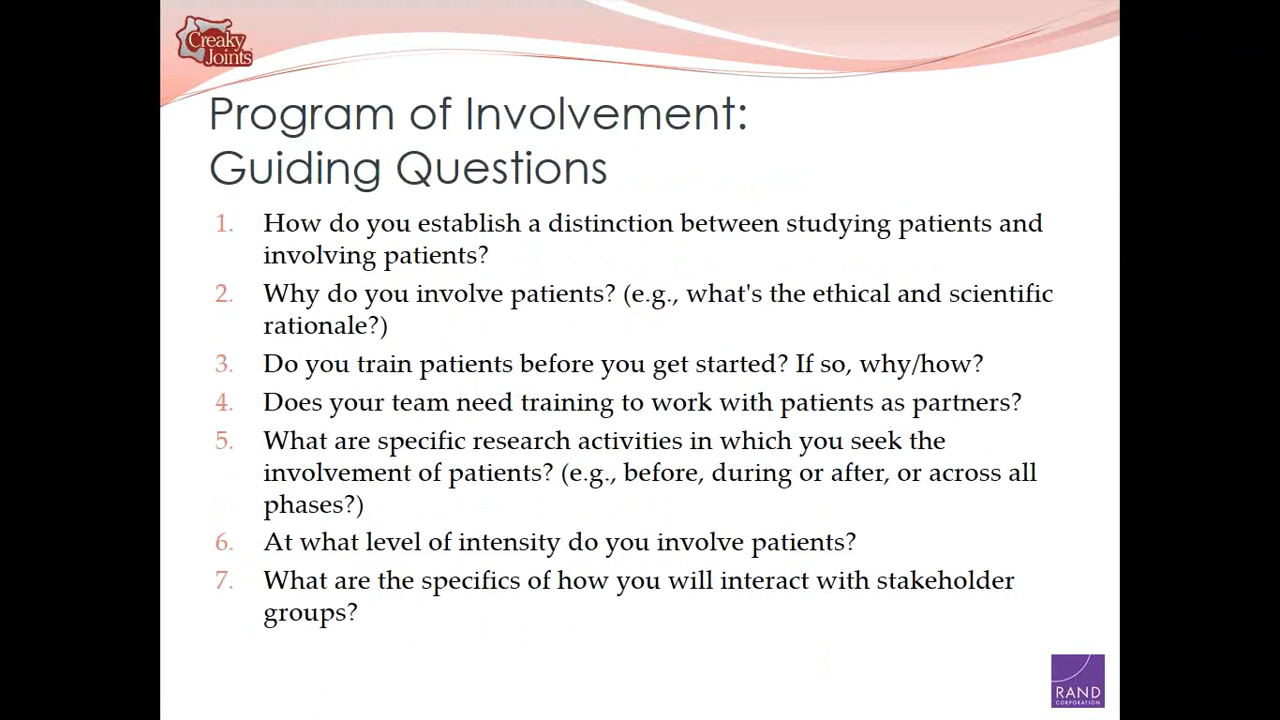 Creaky
Joints
Program of Involvement:
Guiding Questions
1. How do you establish a distinction between studying patients and
involving patients?
2. Why do you involve patients? (e.g., what's the ethical and scientific
rationale?)
3. Do you train patients before you get started? If so, why/how?
4. Does your team need training to work with patients as partners?
5. What are specific research activities in which you seek the
involvement of patients? (e.g., before, during or after, or across all
phases?)
6. At what level of intensity do you involve patients?
7. What are the specifics of how you will interact with stakeholder
groups?
RAND
CORPORATION